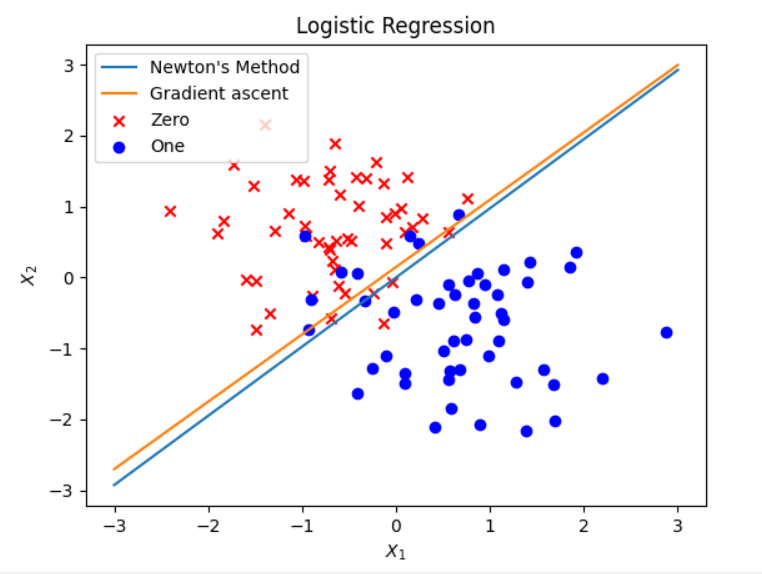 Logistic Regression
Newton's Method
Gradient ascent
Zero
One
3
2
1
0
−1
−2
−3
X₂
−3 −2 −1 0 1 2 3
X₁